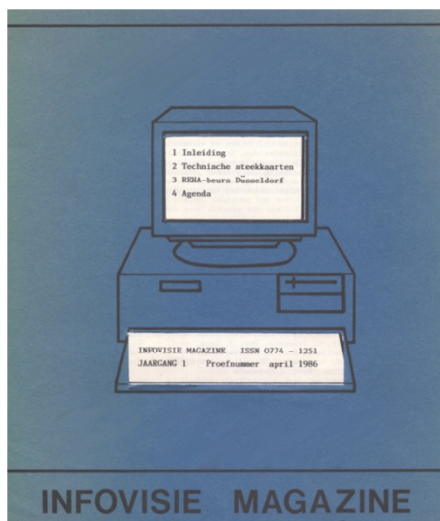 1 Inleiding
2 Technische steekkaarten
3 REHA-beurs Düsseldorf
4 Agenda
INFOVISIE MAGAZINE ISSN 0774 - 1251
JAARGANG 1 Proefnummer april 1986
INFOVISIE MAGAZINE